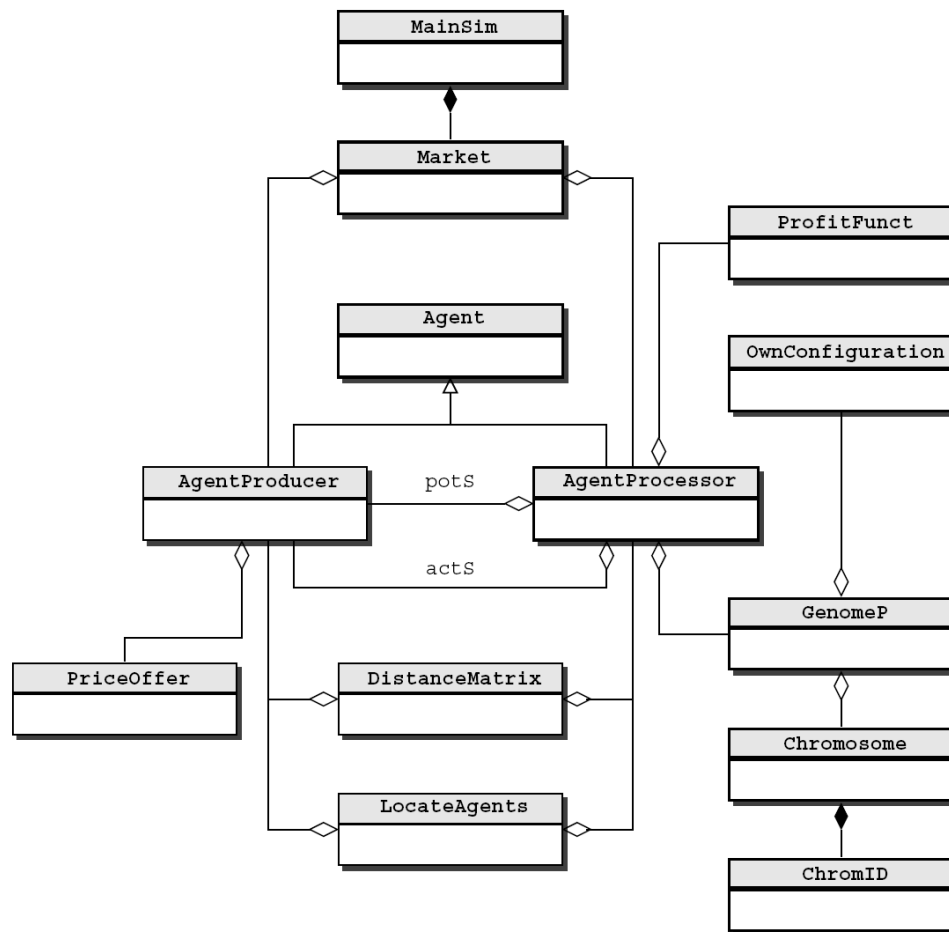 MainSim
Market
ProfitFunct
Agent
OwnConfiguration
AgentProducer
potS
AgentProcessor
actS
GenomeP
PriceOffer
DistanceMatrix
Chromosome
LocateAgents
ChromID